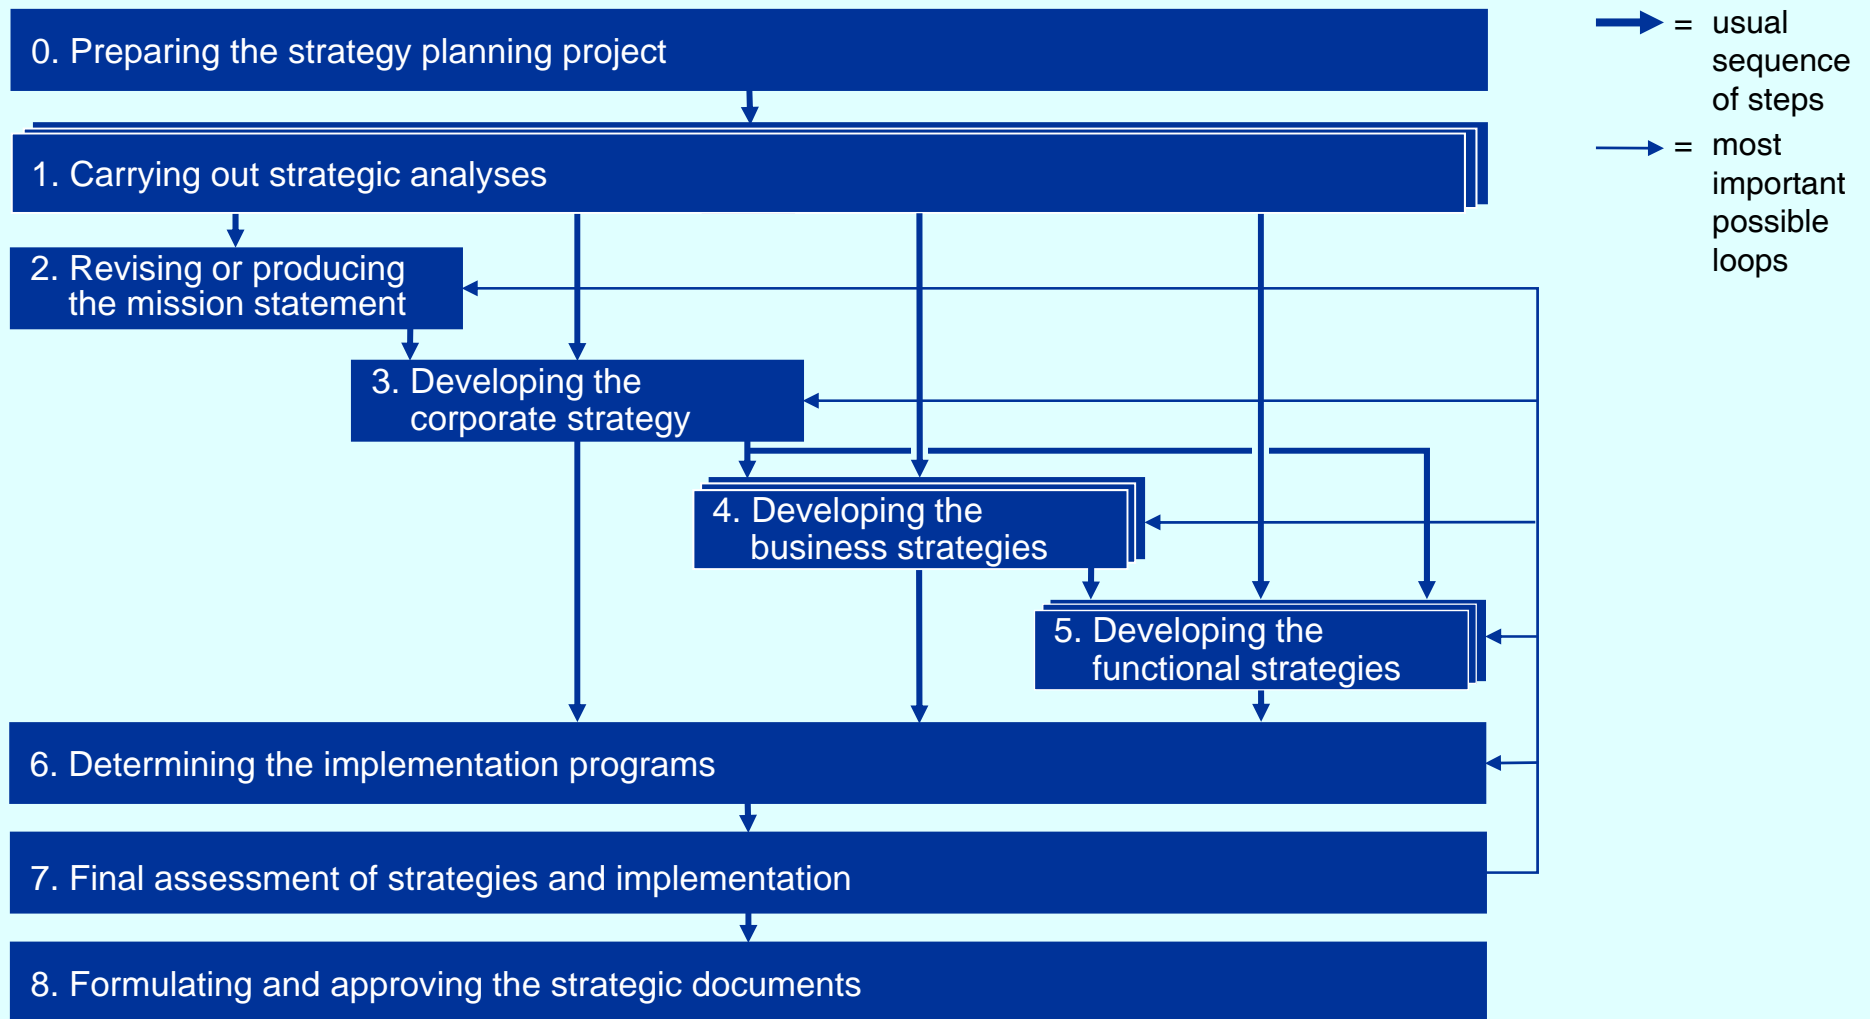 0. Preparing the strategy planning project
1. Carrying out strategic analyses
2. Revising or producing
the mission statement
3. Developing the
corporate strategy
4. Developing the
business strategies
5. Developing the
functional strategies
6. Determining the implementation programs
7. Final assessment of strategies and implementation
8. Formulating and approving the strategic documents
= usual
sequence
of steps
= most
important
possible
loops